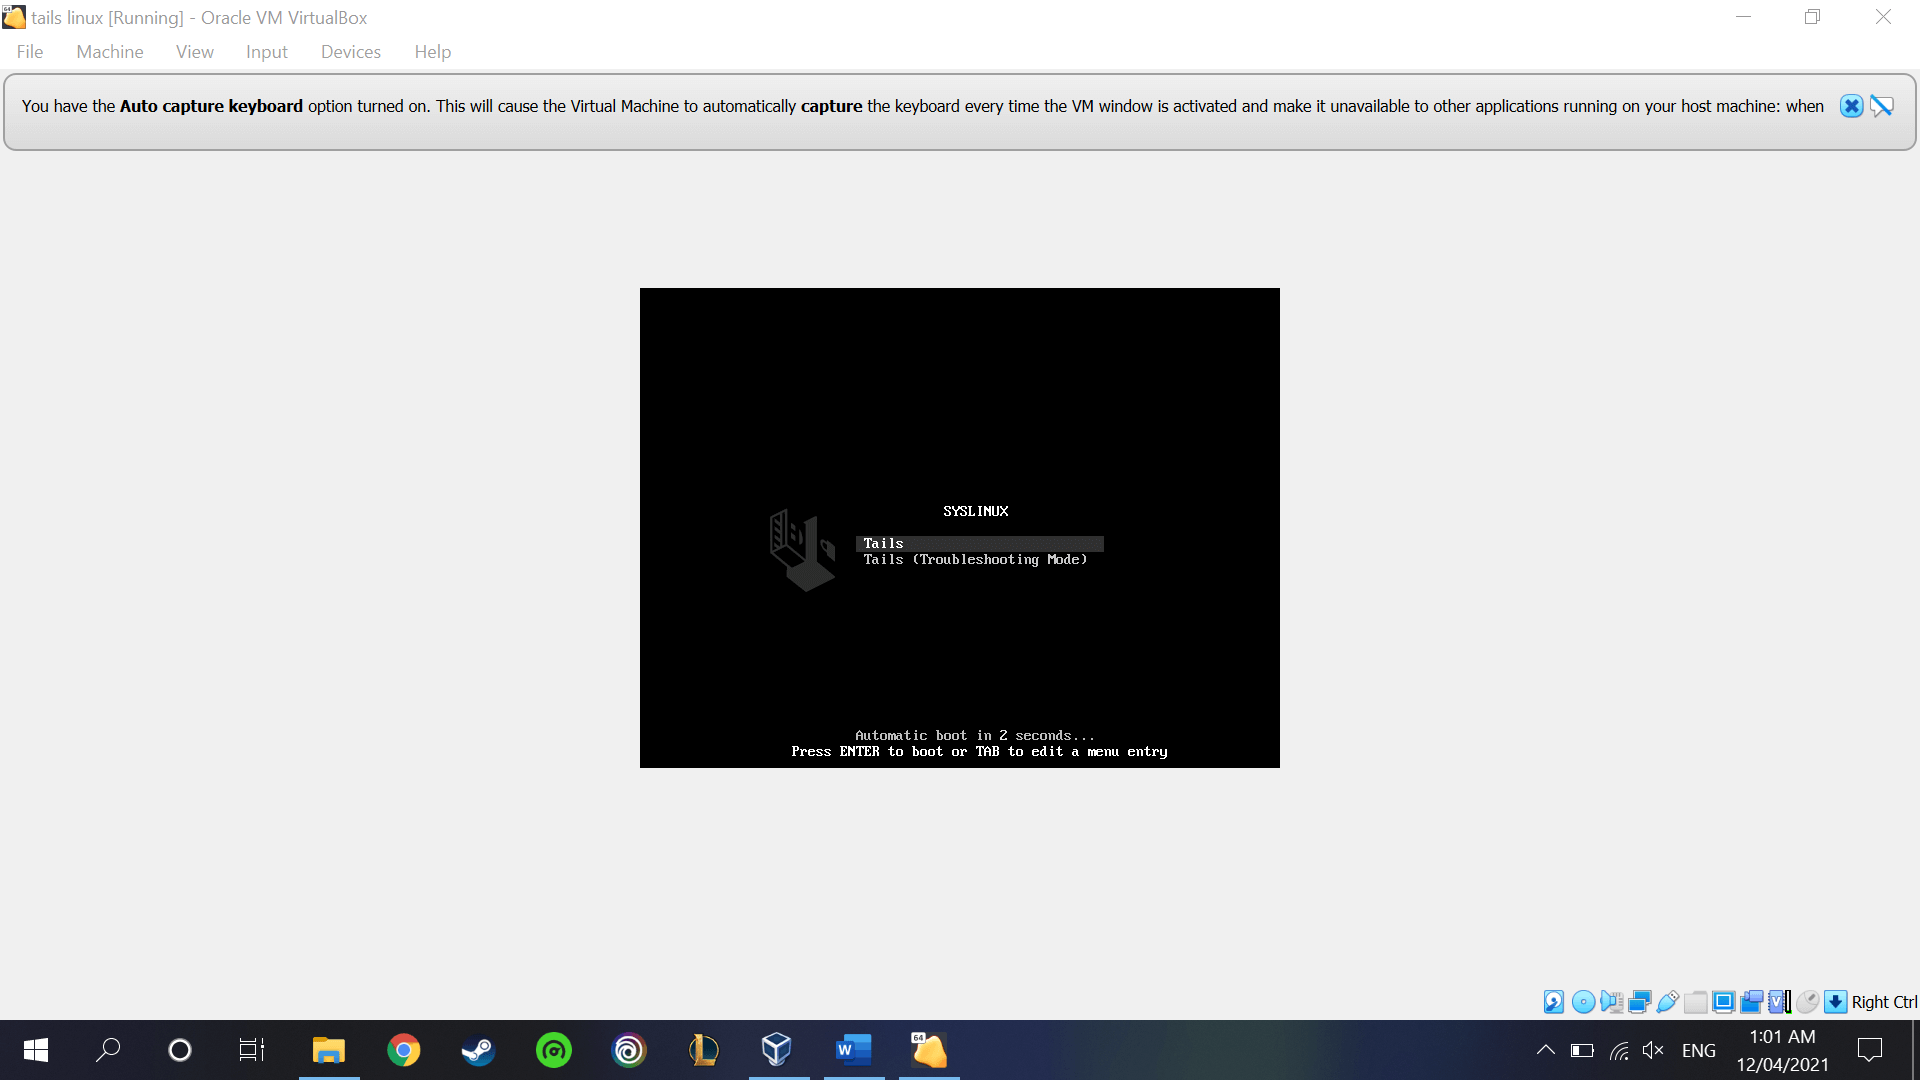 tails linux [Running] - Oracle VM VirtualBox
File Machine View Input Devices Help
You have the Auto capture keyboard option turned on. This will cause the Virtual Machine to automatically capture the keyboard every time the VM window is activated and make it unavailable to other applications running on your host machine: when
SYSLINUX
Tails
Tails (Troubleshooting Mode)
Automatic boot in 2 seconds...
Press ENTER to boot or TAB to edit a menu entry
Right Ctrl
64
W
ENG
1:01 AM
12/04/2021